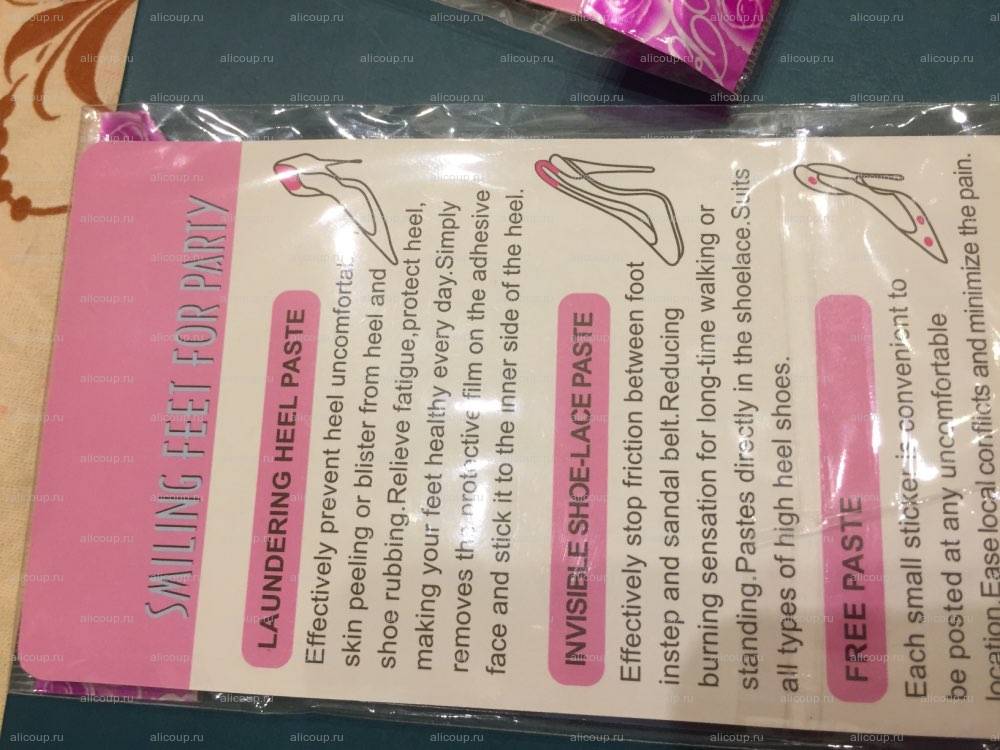 SMILING FEET FOR PARTY
LAUNDERING HEEL PASTE
Effectively prevent heel uncomfortabl
skin peeling or blister from heel and
shoe rubbing.Relieve fatigue,protect heel,
making your feet healthy every day.Simply
removes the protective film on the adhesive
face and stick it to the inner side of the heel.
INVISIBLE SHOE-LACE PASTE
Effectively stop friction between foot
instep and sandal belt.Reducing
burning sensation for long-time walking or
standing.Pastes directly in the shoelace.Suits
all types of high heel shoes.
FREE PASTE
Each small sticker is convenient to
be posted at any uncomfortable
location.Ease local conflicts and minimize the pain.
alicoup.ru